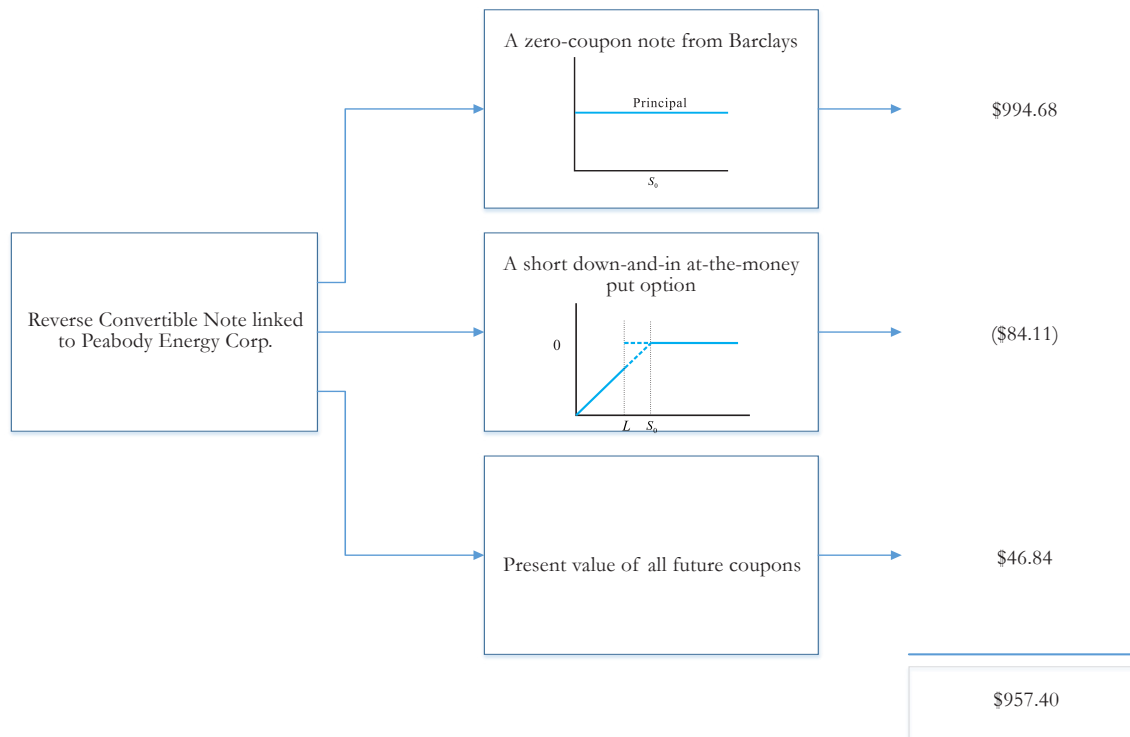 A zero-coupon note from Barclays
Principal
S₀
$994.68
Reverse Convertible Note linked
to Peabody Energy Corp.
A short down-and-in at-the-money
put option
0
L S₀
($84.11)
Present value of all future coupons
$46.84
$957.40